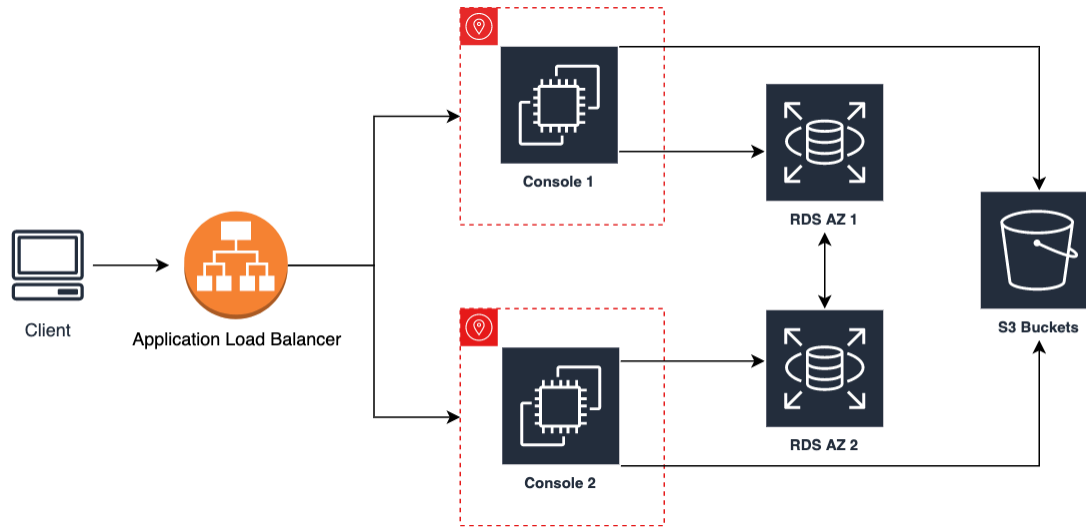 Client
Application Load Balancer
Console 1
RDS AZ 1
Console 2
RDS AZ 2
S3 Buckets